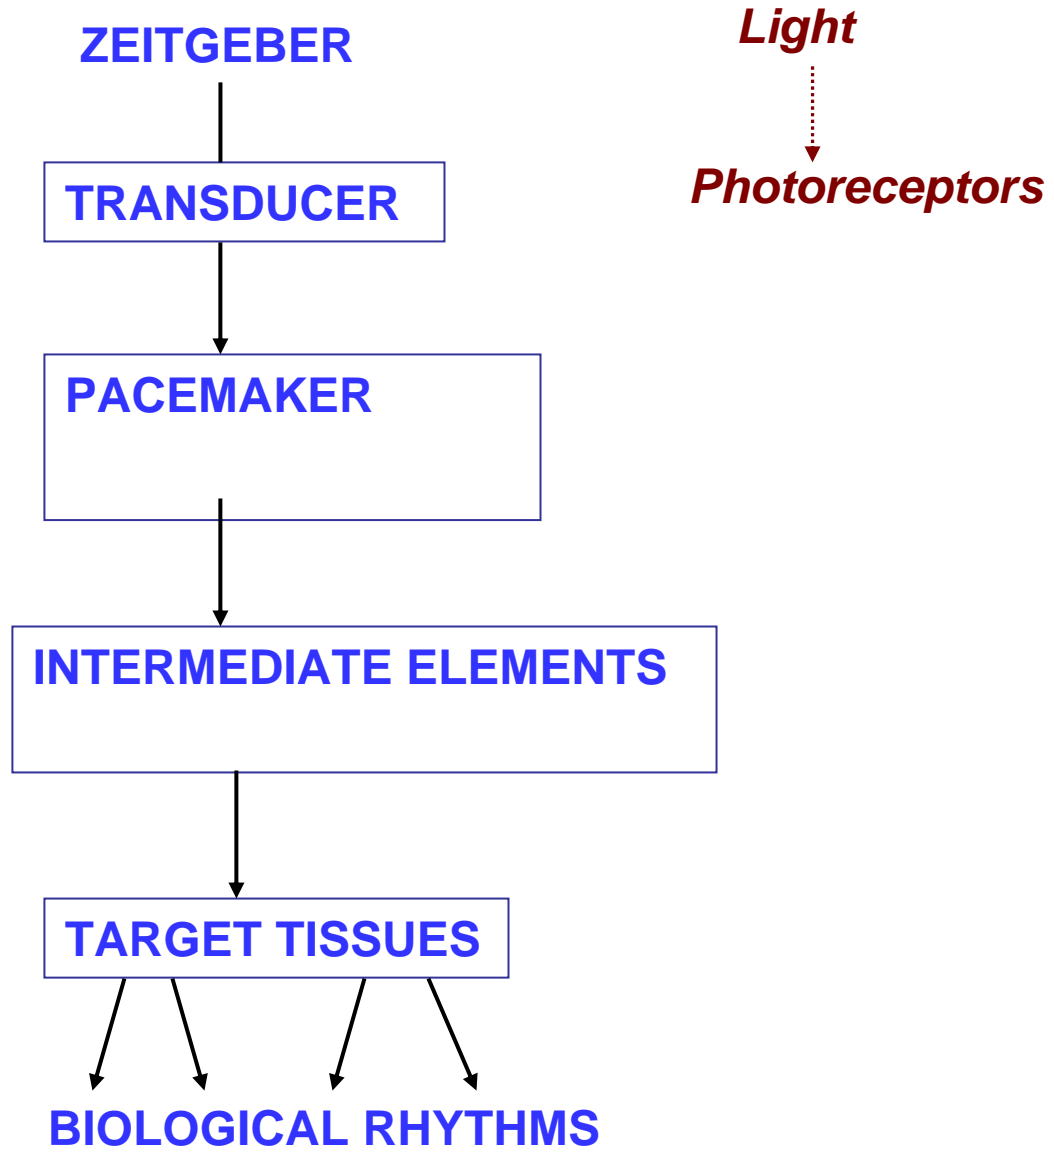 ZEITGEBER
Light
TRANSDUCER
Photoreceptors
PACEMAKER
INTERMEDIATE ELEMENTS
TARGET TISSUES
BIOLOGICAL RHYTHMS